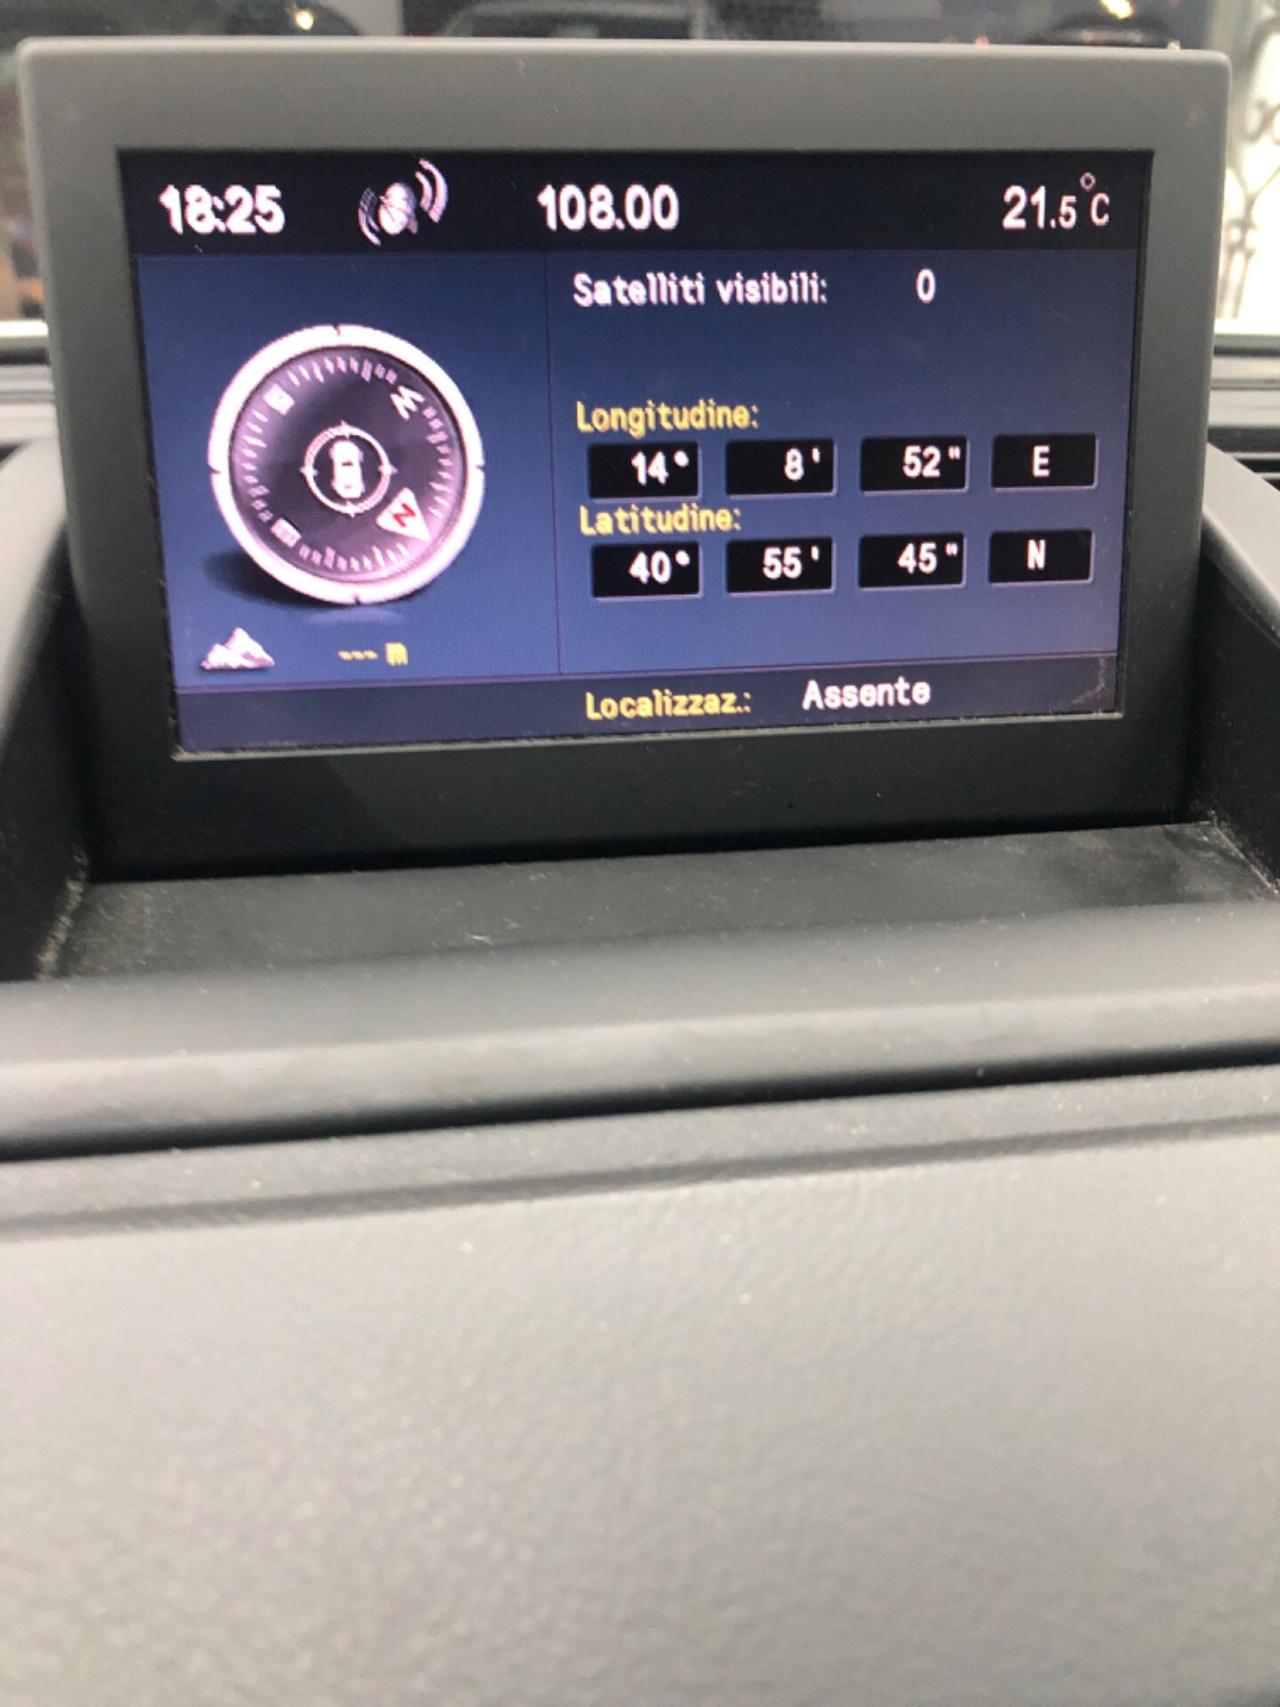 18:25 108.00 21.5°C
Satelliti visibili: 0
Longitudine:
14° 8' 52" E
Latitudine:
40° 55' 45" N
N
--- m
Localizzaz.: Assente